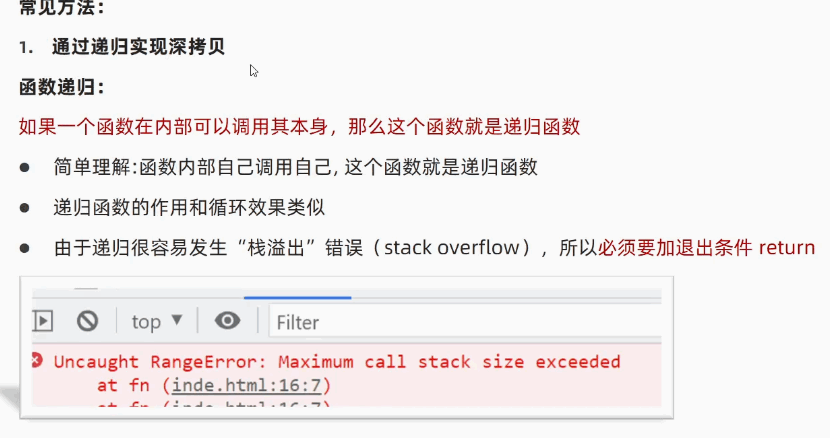 常见方法：
1. 通过递归实现深拷贝
函数递归：
如果一个函数在内部可以调用其本身，那么这个函数就是递归函数
● 简单理解:函数内部自己调用自己, 这个函数就是递归函数
● 递归函数的作用和循环效果类似
● 由于递归很容易发生“栈溢出”错误（stack overflow），所以必须要加退出条件 return
top ▼ Filter
Uncaught RangeError: Maximum call stack size exceeded
at fn (inde.html:16:7)
at fn (inde.html:16:7)